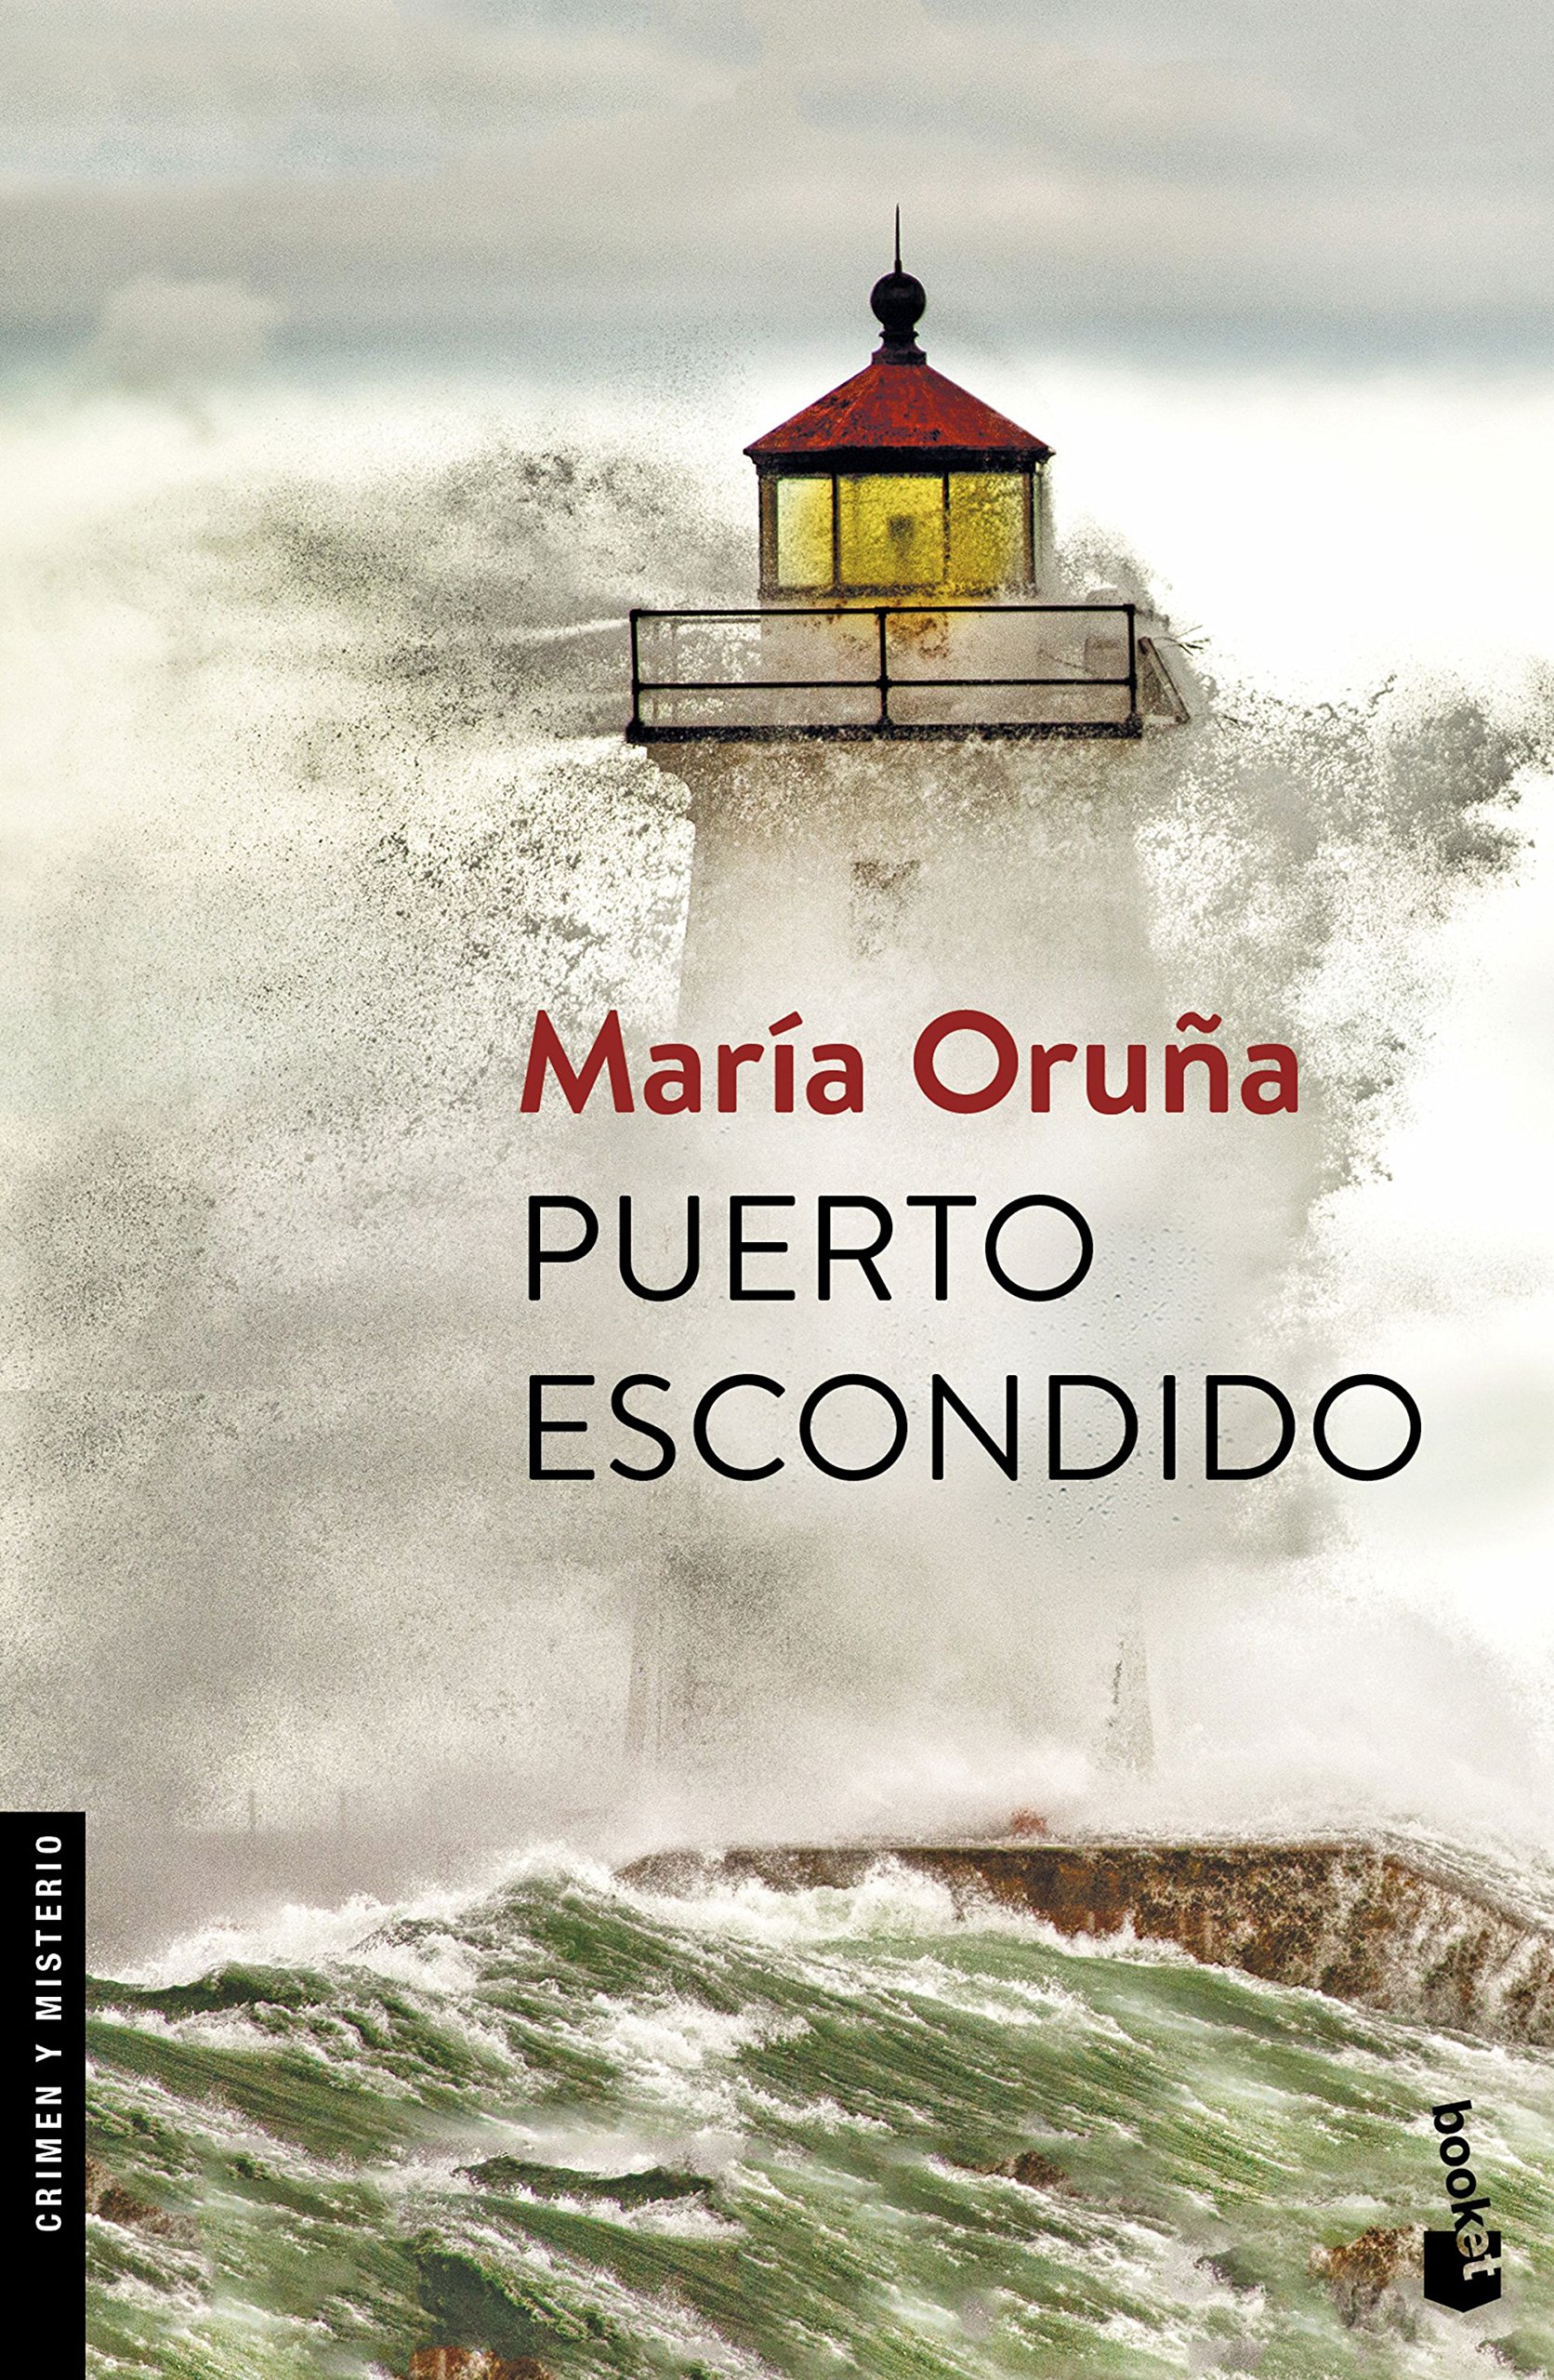 María Oruña
PUERTO
ESCONDIDO
CRIMEN Y MISTERIO
booket